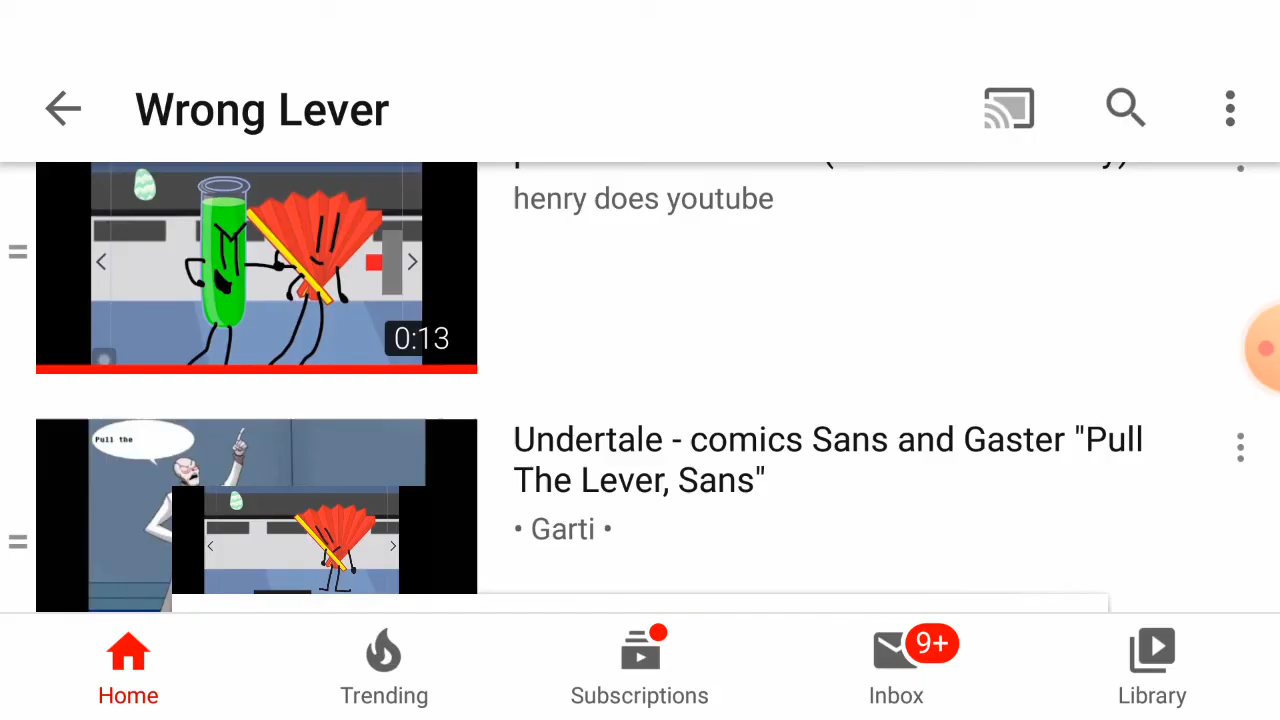 Wrong Lever
henry does youtube
0:13
Undertale - comics Sans and Gaster "Pull
The Lever, Sans"
• Garti •
Pull the
Home
Trending
Subscriptions
9+
Inbox
Library